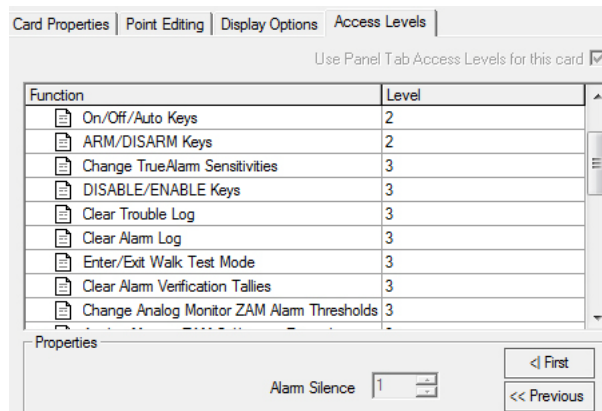 Card Properties Point Editing Display Options Access Levels
Use Panel Tab Access Levels for this card
Function Level
On/Off/Auto Keys 2
ARM/DISARM Keys 2
Change TrueAlarm Sensitivities 3
DISABLE/ENABLE Keys 3
Clear Trouble Log 3
Clear Alarm Log 3
Enter/Exit Walk Test Mode 3
Clear Alarm Verification Tallies 3
Change Analog Monitor ZAM Alarm Thresholds 3
Properties
<| First
Alarm Silence 1
<< Previous